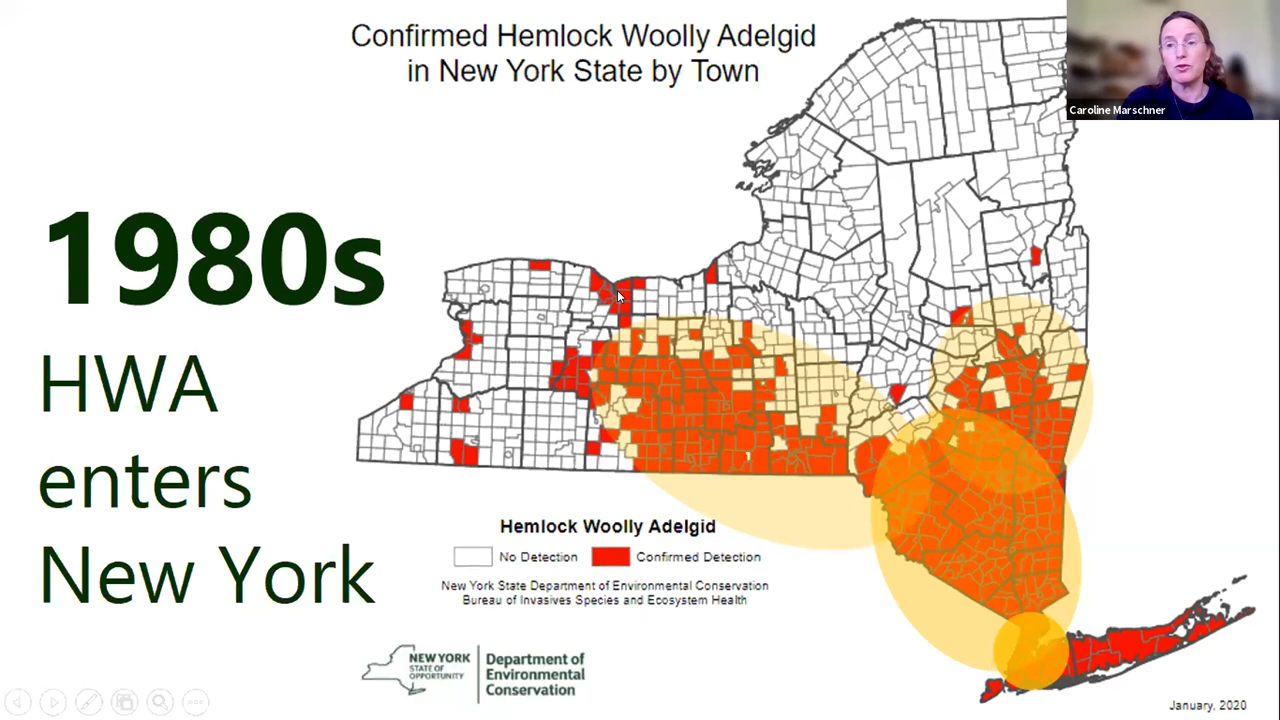 Confirmed Hemlock Woolly Adelgid
in New York State by Town
Caroline Marschner
1980s
HWA
enters
New York
Hemlock Woolly Adelgid
No Detection
Confirmed Detection
New York State Department of Environmental Conservation
Bureau of Invasives Species and Ecosystem Health
NEW YORK
STATE OF
OPPORTUNITY
Department of
Environmental
Conservation
January, 2020